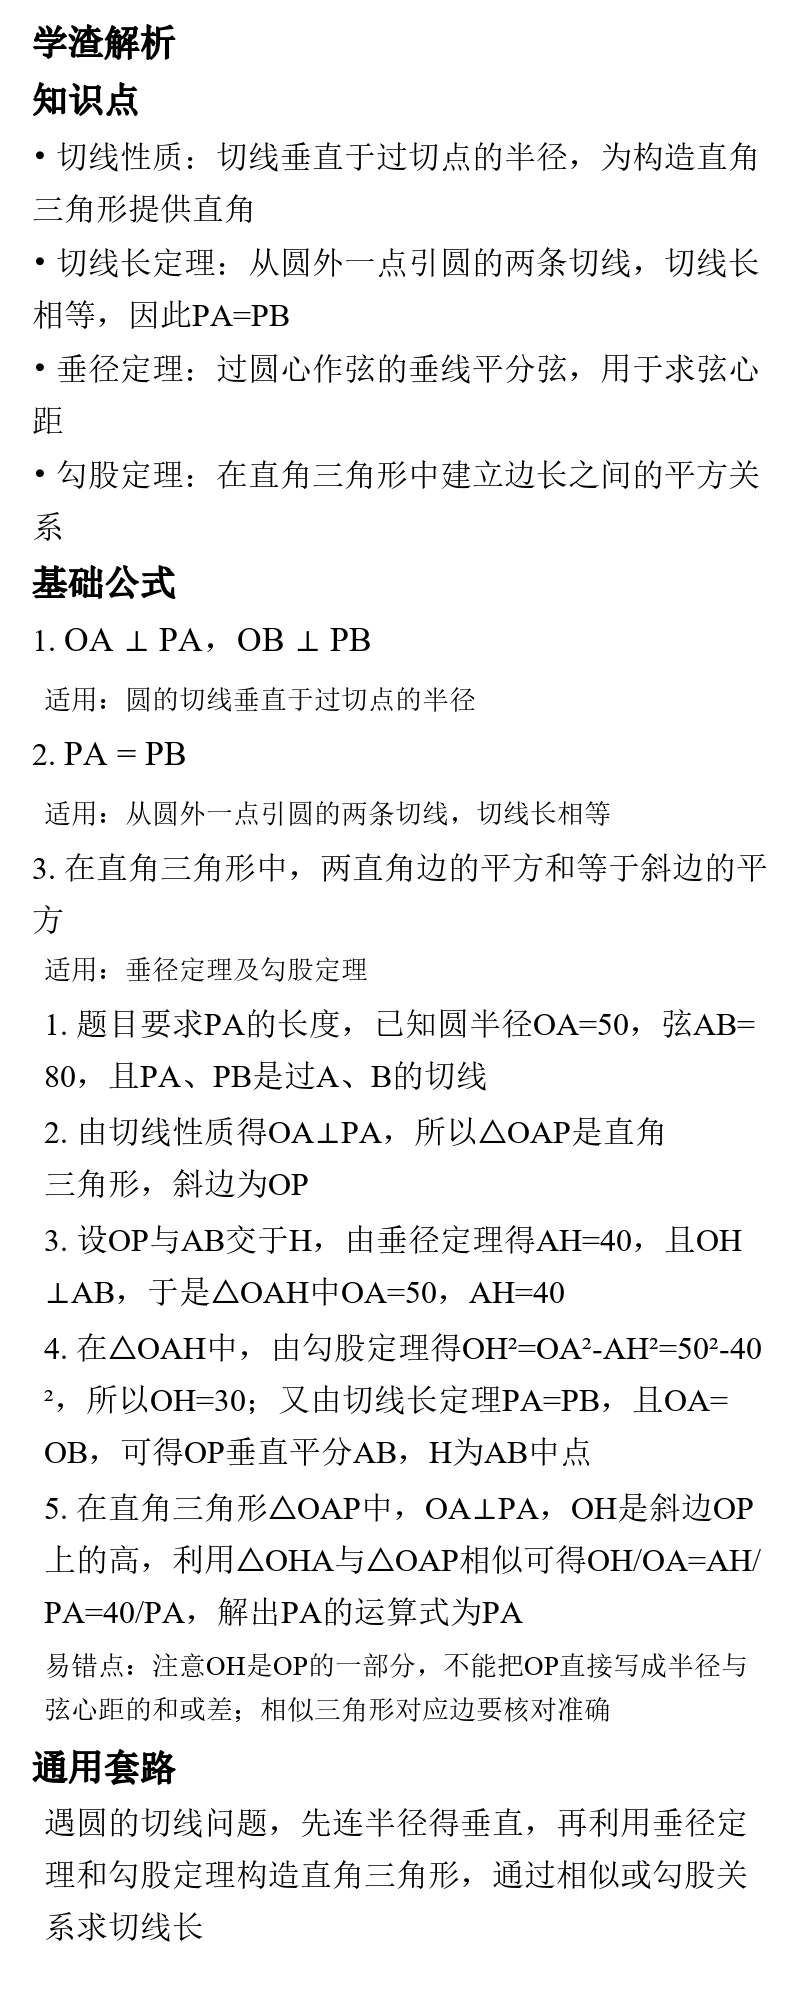 学渣解析
知识点
• 切线性质：切线垂直于过切点的半径，为构造直角
三角形提供直角
• 切线长定理：从圆外一点引圆的两条切线，切线长
相等，因此PA=PB
• 垂径定理：过圆心作弦的垂线平分弦，用于求弦心
距
• 勾股定理：在直角三角形中建立边长之间的平方关
系
基础公式
1. OA ⊥ PA，OB ⊥ PB
适用：圆的切线垂直于过切点的半径
2. PA = PB
适用：从圆外一点引圆的两条切线，切线长相等
3. 在直角三角形中，两直角边的平方和等于斜边的平
方
适用：垂径定理及勾股定理
1. 题目要求PA的长度，已知圆半径OA=50，弦AB=
80，且PA、PB是过A、B的切线
2. 由切线性质得OA⊥PA，所以△OAP是直角
三角形，斜边为OP
3. 设OP与AB交于H，由垂径定理得AH=40，且OH
⊥AB，于是△OAH中OA=50，AH=40
4. 在△OAH中，由勾股定理得OH²=OA²-AH²=50²-40
²，所以OH=30；又由切线长定理PA=PB，且OA=
OB，可得OP垂直平分AB，H为AB中点
5. 在直角三角形△OAP中，OA⊥PA，OH是斜边OP
上的高，利用△OHA与△OAP相似可得OH/OA=AH/
PA=40/PA，解出PA的运算式为PA
易错点：注意OH是OP的一部分，不能把OP直接写成半径与
弦心距的和或差；相似三角形对应边要核对准确
通用套路
遇圆的切线问题，先连半径得垂直，再利用垂径定
理和勾股定理构造直角三角形，通过相似或勾股关
系求切线长